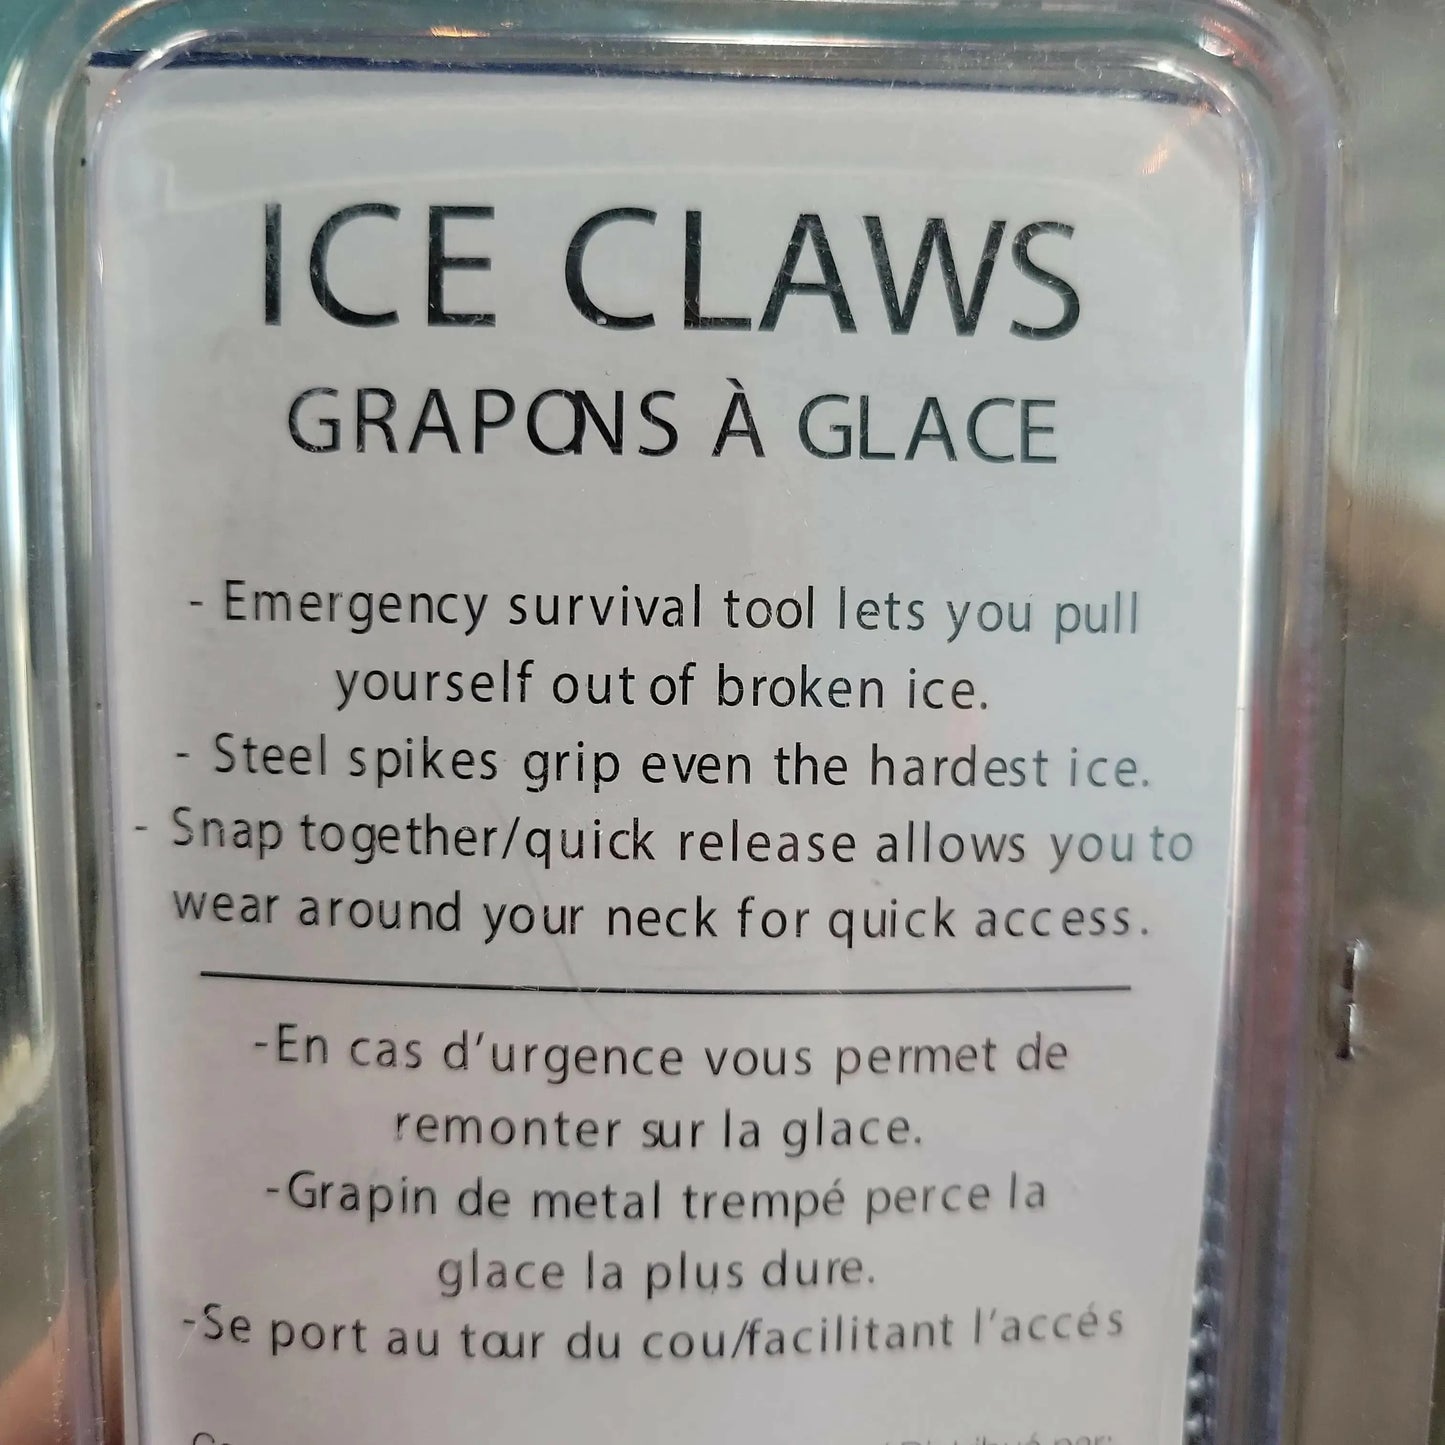 ICE CLAWS
GRAPONS À GLACE
- Emergency survival tool lets you pull
yourself out of broken ice.
- Steel spikes grip even the hardest ice.
- Snap together/quick release allows you to
wear around your neck for quick access.
-En cas d’urgence vous permet de
remonter sur la glace.
-Grapin de metal trempé perce la
glace la plus dure.
-Se port au tour du cou/facilitant l’accés